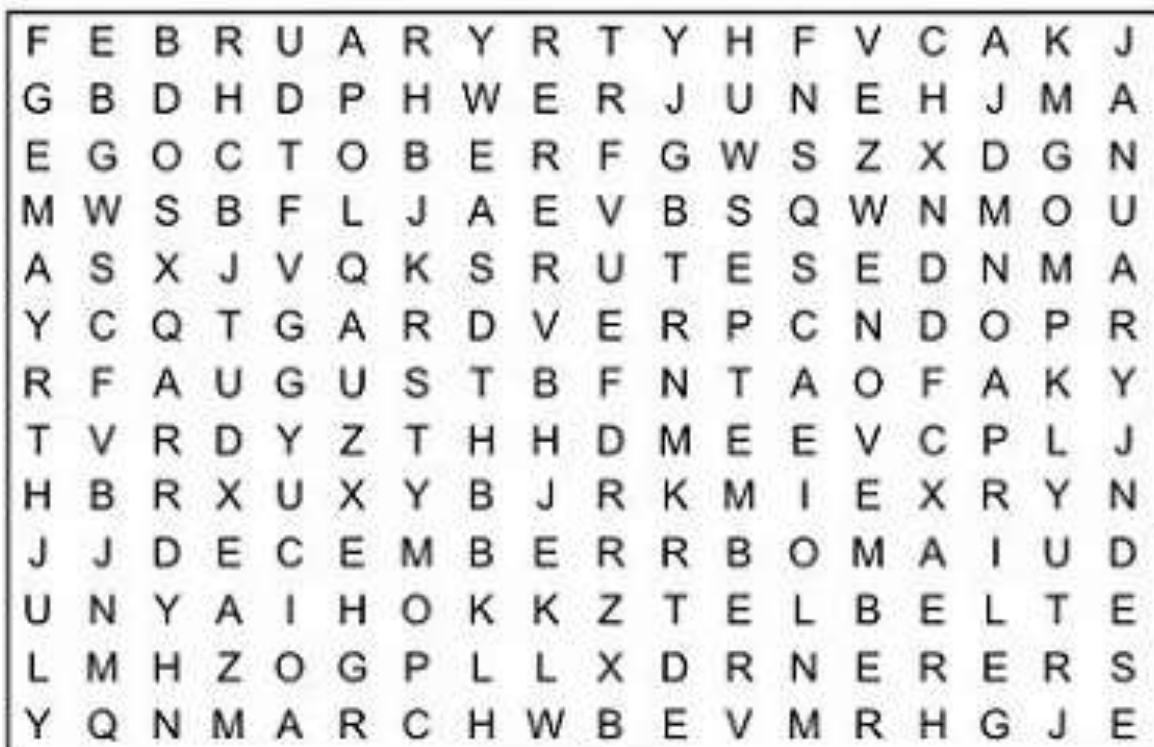 F E B R U A R Y R T Y H F V C A K J
G B D H D P H W E R J U N E H J M A
E G O C T O B E R F G W S Z X D G N
M W S B F L J A E V B S Q W N M O U
A S X J V Q K S R U T E S E D N M A
Y C Q T G A R D V E R P C N D O P R
R F A U G U S T B F N T A O F A K Y
T V R D Y Z T H H D M E E V C P L J
H B R X U X Y B J R K M I E X R Y N
J J D E C E M B E R R B O M A I U D
U N Y A I H O K K Z T E L B E L T E
L M H Z O G P L L X D R N E R E R S
Y Q N M A R C H W B E V M R H G J E